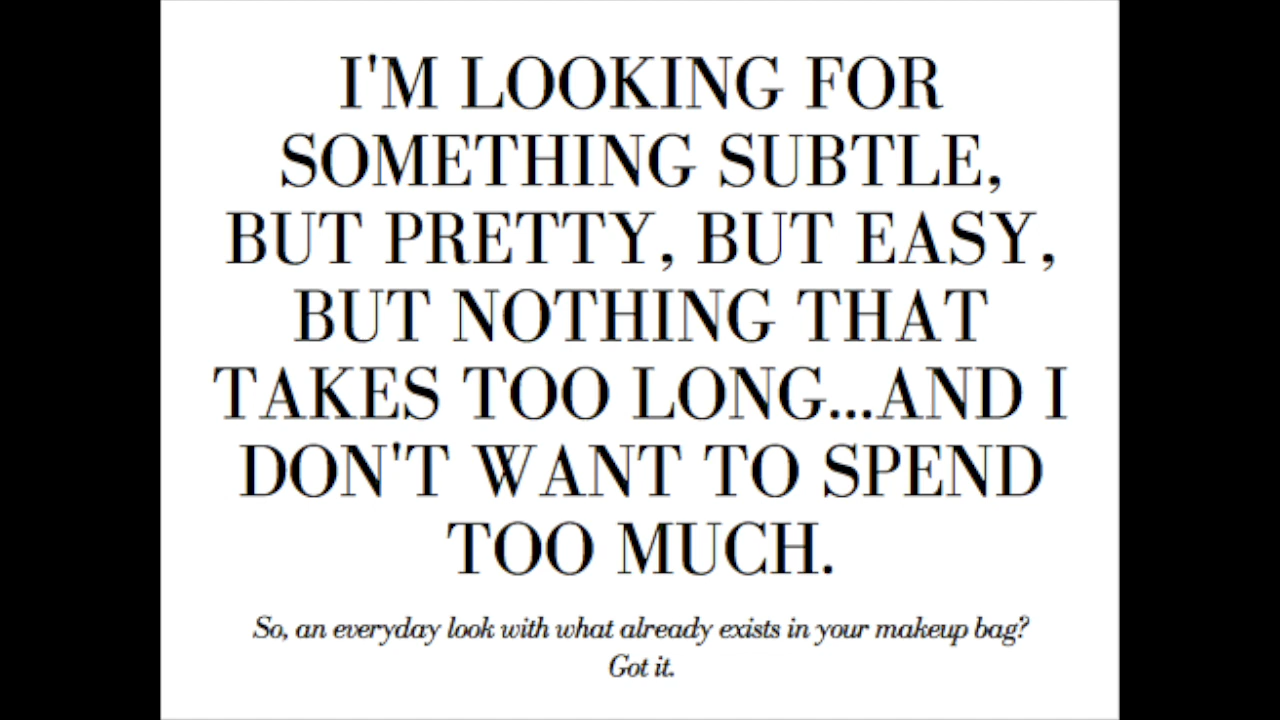 I'M LOOKING FOR
SOMETHING SUBTLE,
BUT PRETTY, BUT EASY,
BUT NOTHING THAT
TAKES TOO LONG...AND I
DON'T WANT TO SPEND
TOO MUCH.
So, an everyday look with what already exists in your makeup bag?
Got it.